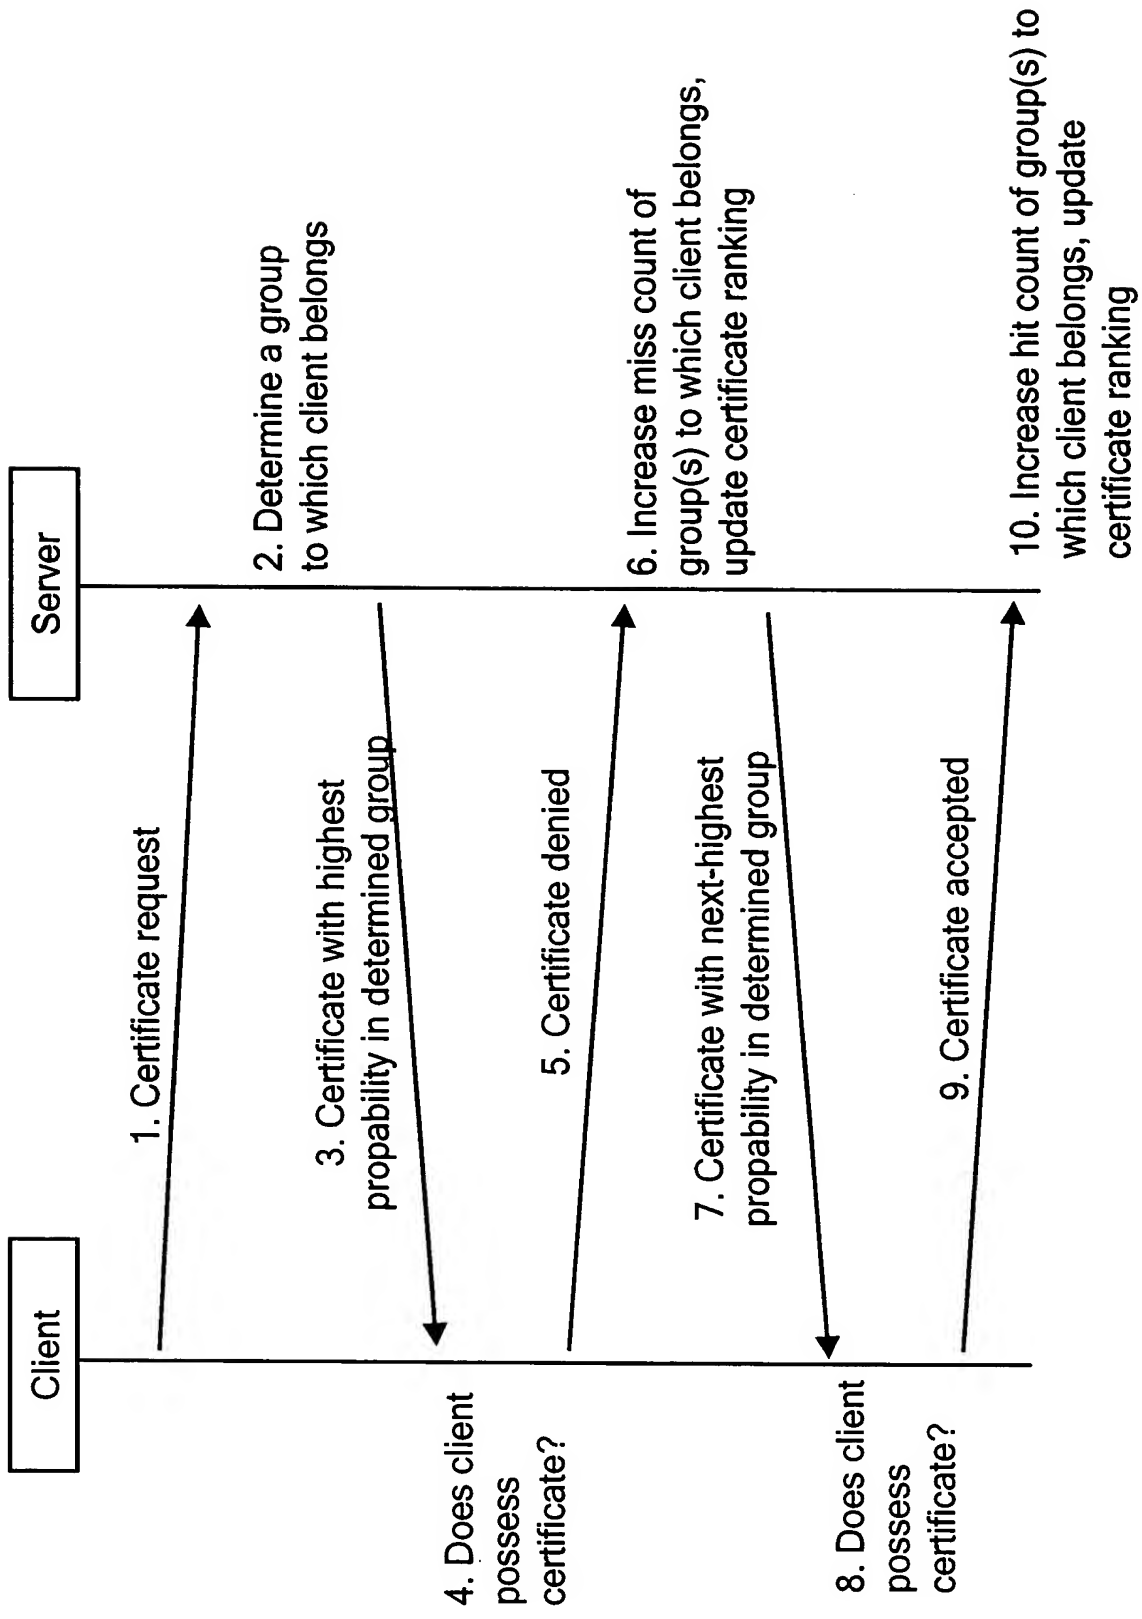 Client
Server
1. Certificate request
2. Determine a group
to which client belongs
3. Certificate with highest
propability in determined group
4. Does client
possess
certificate?
5. Certificate denied
6. Increase miss count of
group(s) to which client belongs,
update certificate ranking
7. Certificate with next-highest
propability in determined group
8. Does client
possess
certificate?
9. Certificate accepted
10. Increase hit count of group(s) to
which client belongs, update
certificate ranking